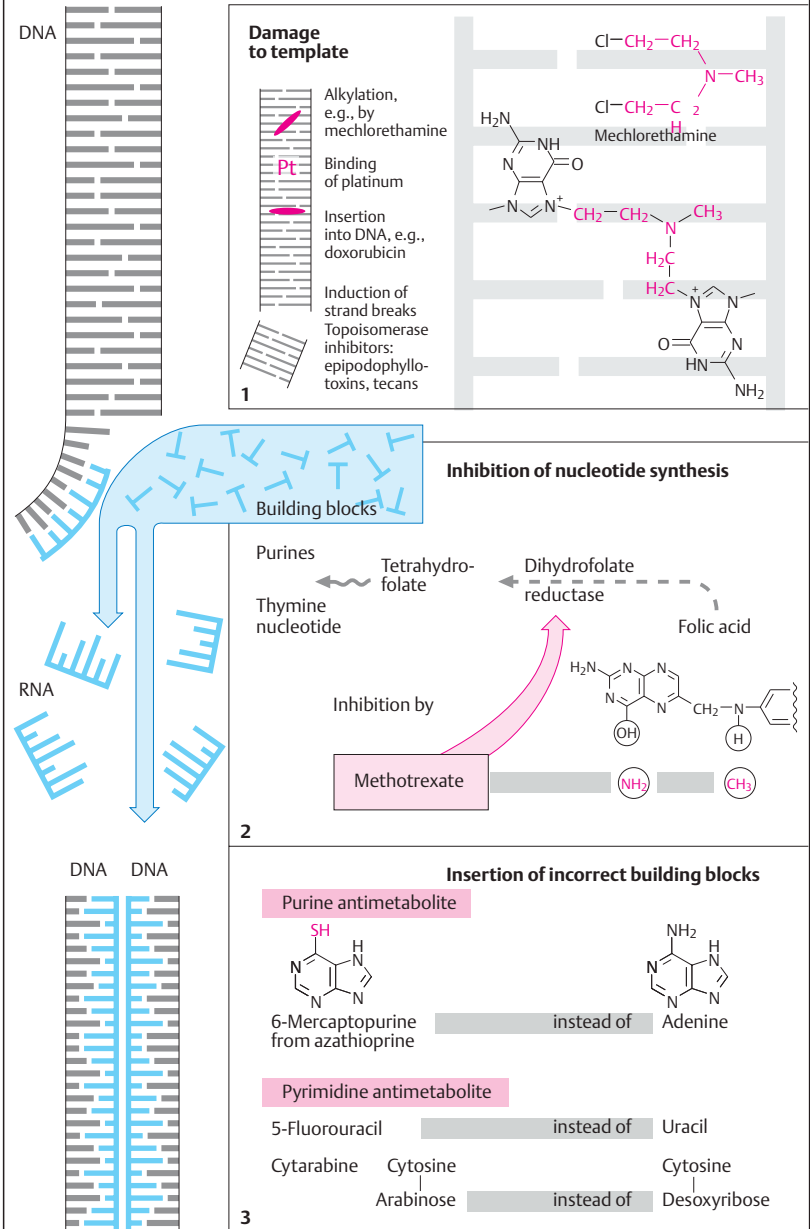 DNA
Damage
to template
Alkylation,
e.g., by
mechlorethamine
Pt
Binding
of platinum
Insertion
into DNA, e.g.,
doxorubicin
Induction of
strand breaks
Topoisomerase
inhibitors:
epipodophyllo-
toxins, tecans
1
Cl—CH2—CH2
N—CH3
Cl—CH2—C 2
H
Mechlorethamine
H2N
NH
N
O
N
N+
CH2—CH2
N
CH3
H2C
H2C
N+
N
O
N
HN
NH2
Inhibition of nucleotide synthesis
Building blocks
Purines
Thymine
nucleotide
Tetrahydro-
folate
Dihydrofolate
reductase
Folic acid
H2N
N
N
N
N
OH
CH2
N
H
Inhibition by
Methotrexate
NH2
CH3
2
RNA
DNA
DNA
Insertion of incorrect building blocks
Purine antimetabolite
SH
N
H
N
N
N
NH2
N
H
N
N
N
6-Mercaptopurine
from azathioprine
instead of
Adenine
Pyrimidine antimetabolite
5-Fluorouracil
instead of
Uracil
Cytarabine
Cytosine
Arabinose
instead of
Cytosine
Desoxyribose
3